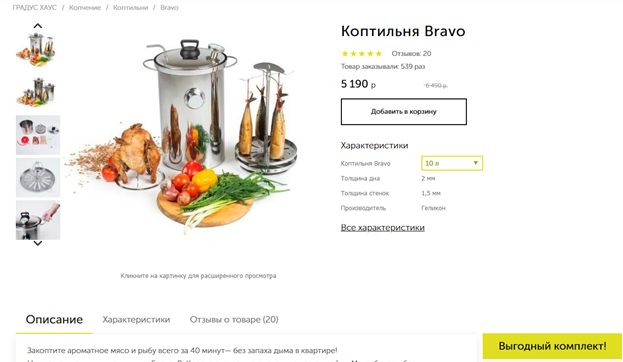 ГРАДУС ХАУС / Копчение / Коптильни / Bravo
Коптильня Bravo
Отзывов: 20
Товар заказывали: 539 раз
5 190 р
6 490 р.
Добавить в корзину
Характеристики
Коптильня Bravo 10 л
Толщина дна 2 мм
Толщина стенок 1,5 мм
Производитель Геликон
Все характеристики
Кликните на картинку для расширенного просмотра
Описание Характеристики Отзывы о товаре (20)
Закоптите ароматное мясо и рыбу всего за 40 минут— без запаха дыма в квартире!
Выгодный комплект!